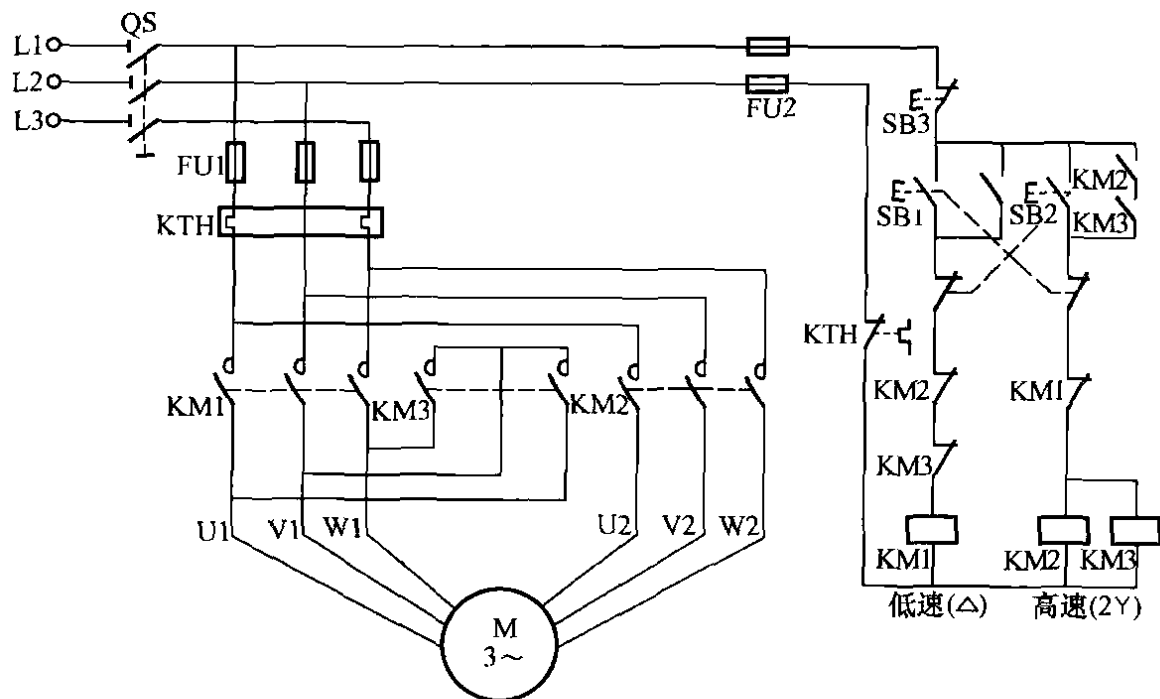 QS
L1
L2
L3
FU2
SB3
FU1
KM2
SB1
SB2
KM3
KTH
KTH
KM1
KM3
KM2
KM2
KM1
KM3
U1
V1
W1
U2
V2
W2
KM1
KM2
KM3
低速(△)
高速(2Y)
M
3~